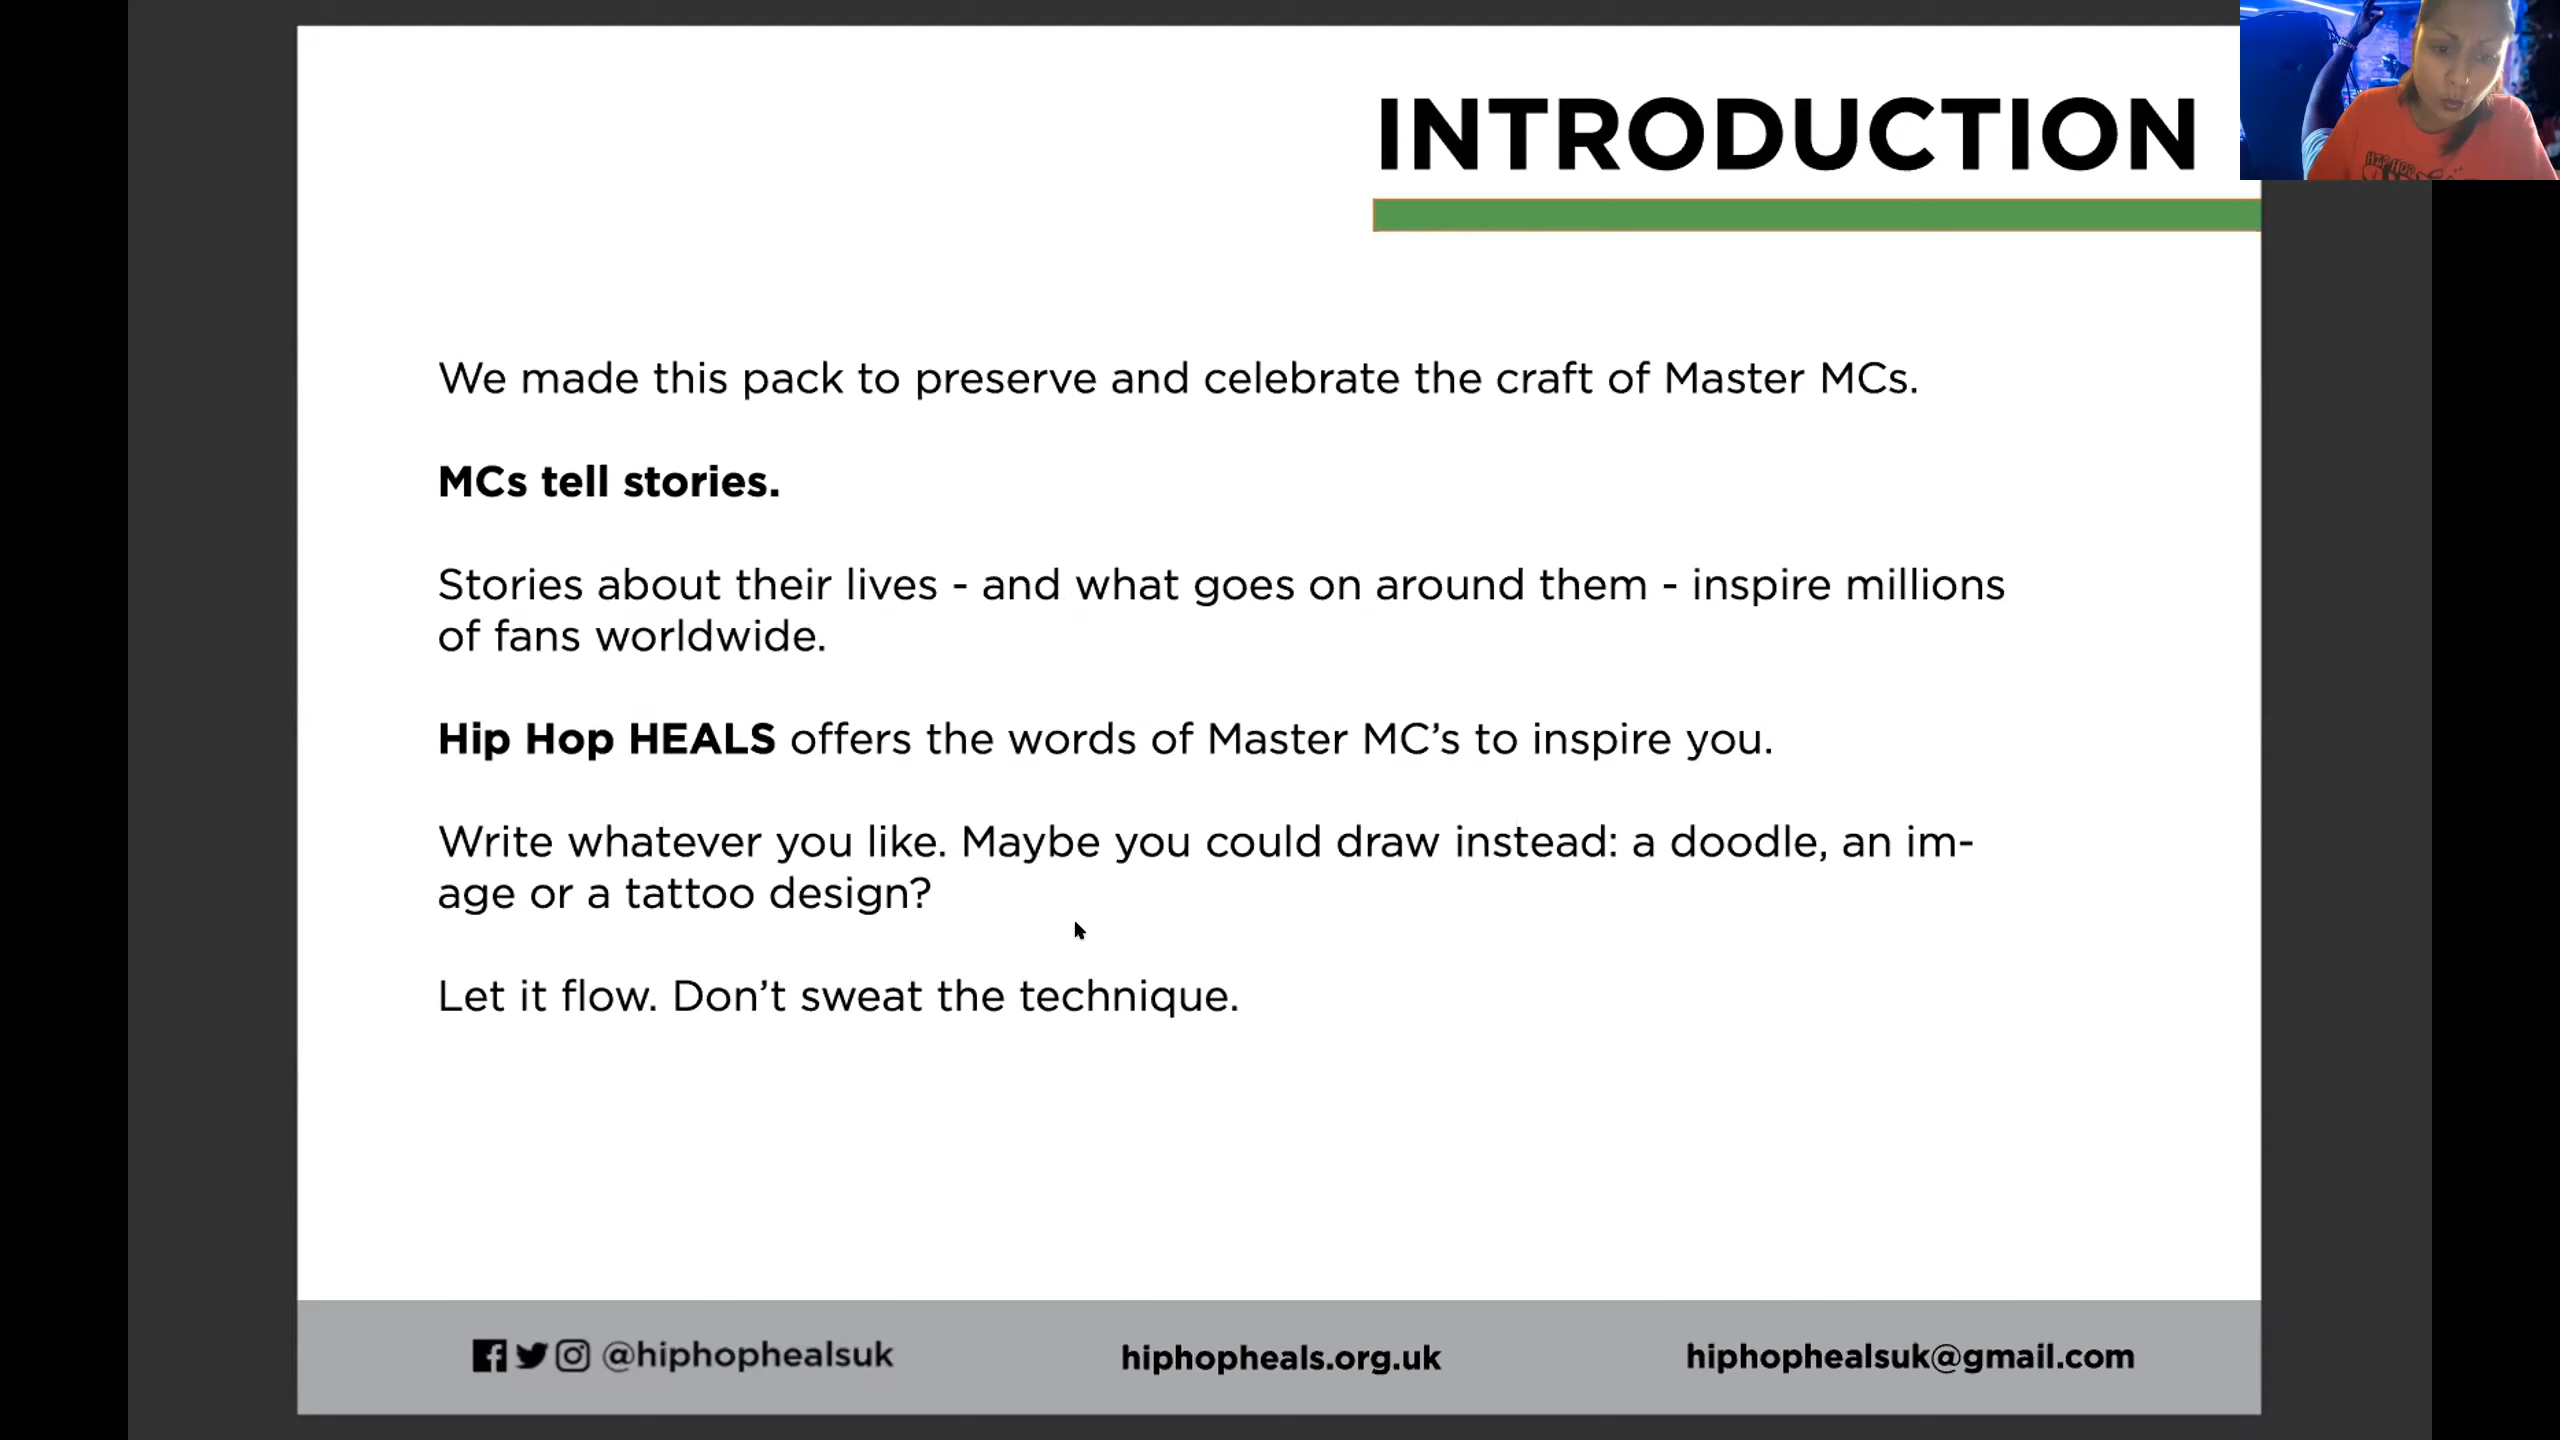 INTRODUCTION
We made this pack to preserve and celebrate the craft of Master MCs.
MCs tell stories.
Stories about their lives - and what goes on around them - inspire millions
of fans worldwide.
Hip Hop HEALS offers the words of Master MC’s to inspire you.
Write whatever you like. Maybe you could draw instead: a doodle, an im-
age or a tattoo design?
Let it flow. Don’t sweat the technique.
@hiphophealsuk
hiphopheals.org.uk
hiphophealsuk@gmail.com
HIP HOP